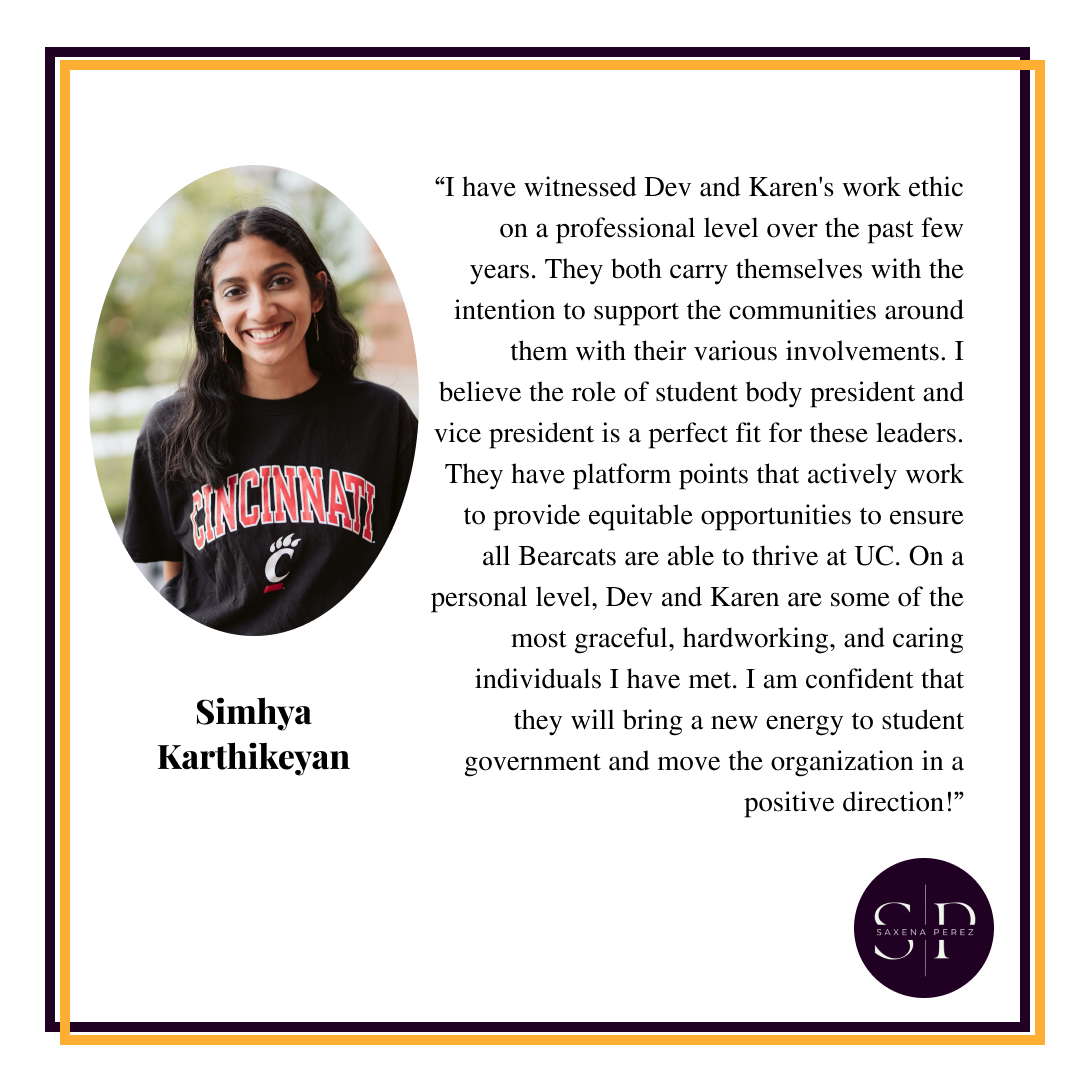 “I have witnessed Dev and Karen's work ethic
on a professional level over the past few
years. They both carry themselves with the
intention to support the communities around
them with their various involvements. I
believe the role of student body president and
vice president is a perfect fit for these leaders.
They have platform points that actively work
to provide equitable opportunities to ensure
all Bearcats are able to thrive at UC. On a
personal level, Dev and Karen are some of the
most graceful, hardworking, and caring
individuals I have met. I am confident that
they will bring a new energy to student
government and move the organization in a
positive direction!”
CINCINNATI
C
Simhya
Karthikeyan
S P
SAXENA PEREZ